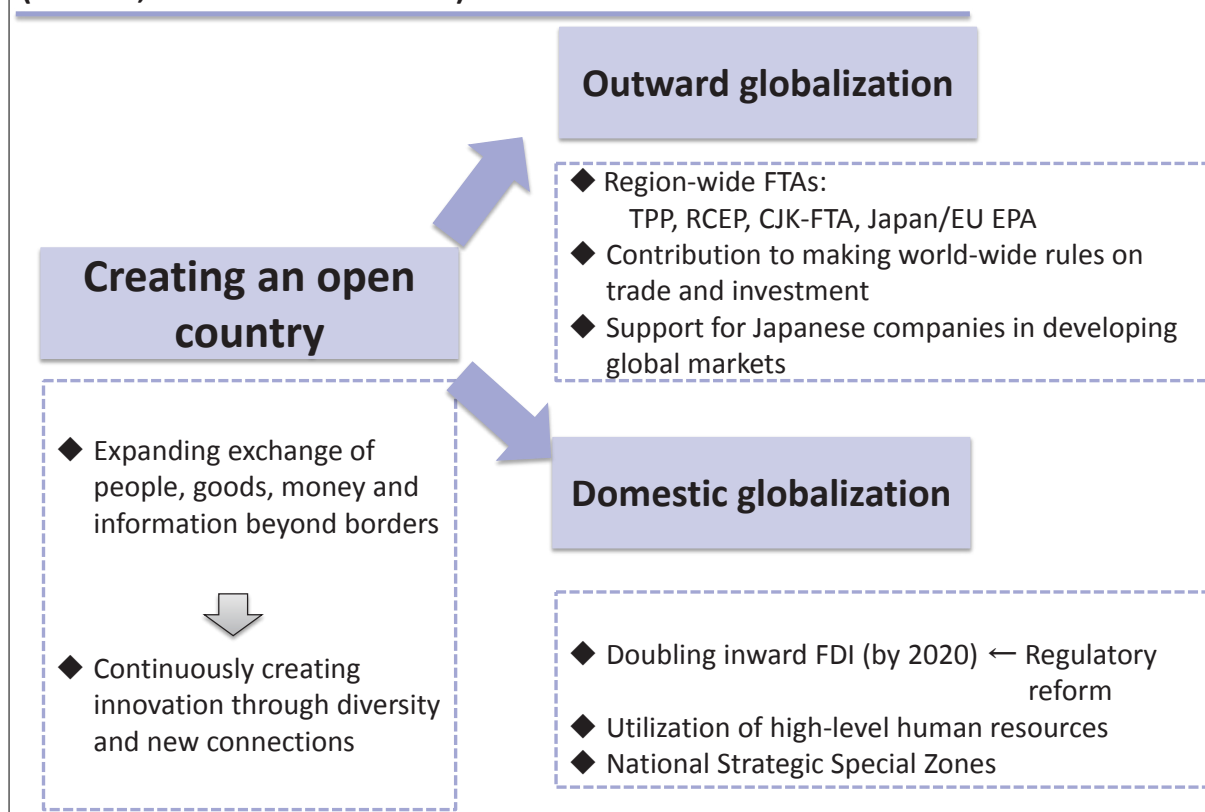 Outward globalization
◆ Region-wide FTAs:
TPP, RCEP, CJK-FTA, Japan/EU EPA
◆ Contribution to making world-wide rules on
trade and investment
◆ Support for Japanese companies in developing
global markets
Creating an open
country
◆ Expanding exchange of
people, goods, money and
information beyond borders
◆ Continuously creating
innovation through diversity
and new connections
Domestic globalization
◆ Doubling inward FDI (by 2020) ← Regulatory
reform
◆ Utilization of high-level human resources
◆ National Strategic Special Zones